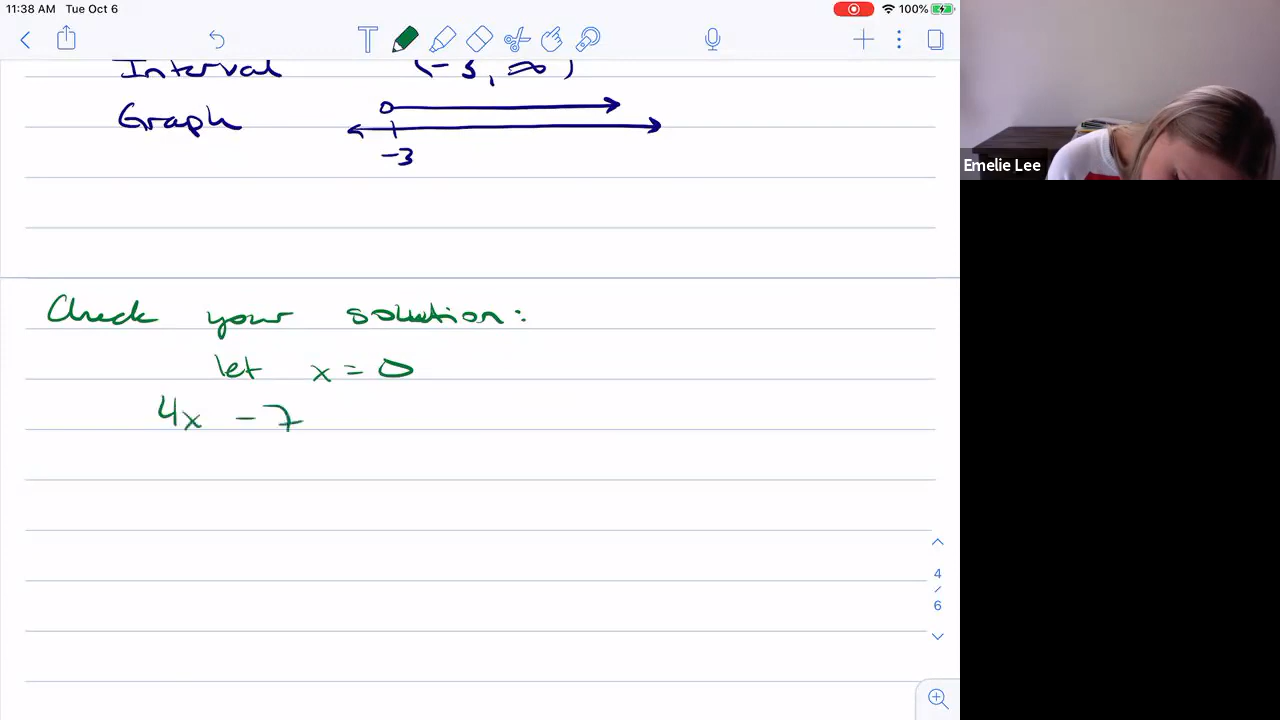 11:38 AM Tue Oct 6
100%
Interval (-3, ∞)
Graph
-3
Emelie Lee
Check your solution:
let x = 0
4x - 7
4
/
6